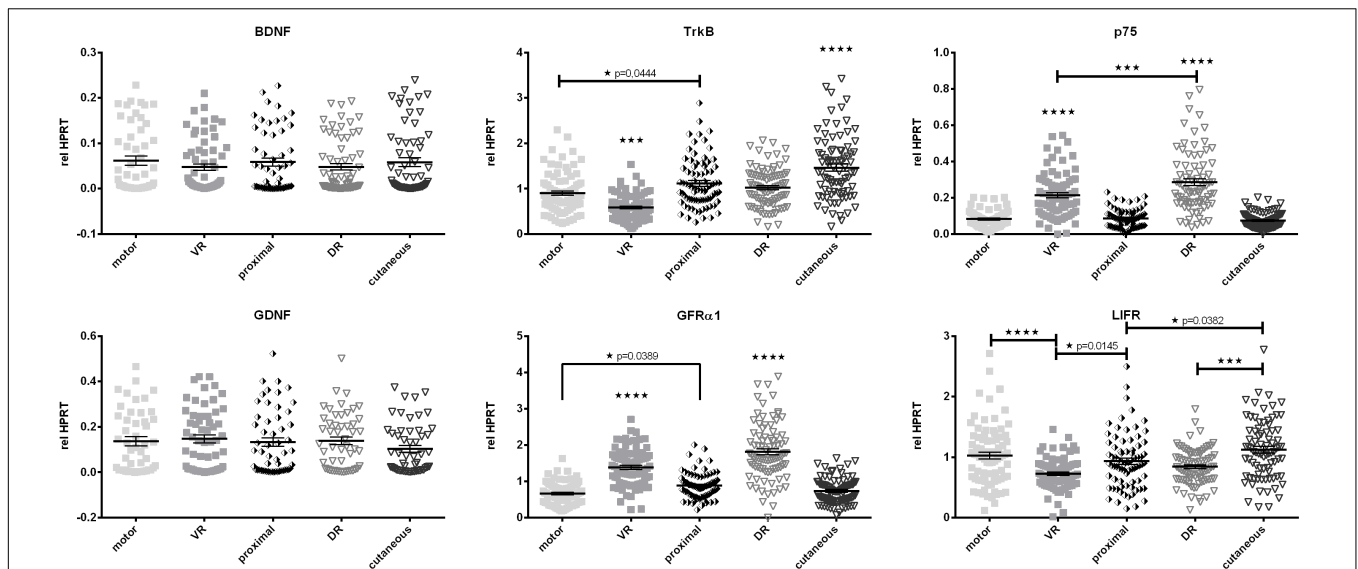 BDNF
rel HPRT
0.3
0.2
0.1
0.0
-0.1
motor
VR
proximal
DR
cutaneous
TrkB
rel HPRT
4
3
2
1
0
★ p=0,0444
★★★
★★★★
motor
VR
proximal
DR
cutaneous
p75
rel HPRT
1.0
0.8
0.6
0.4
0.2
0.0
★★★★
★★★
★★★★
motor
VR
proximal
DR
cutaneous
GDNF
rel HPRT
0.6
0.4
0.2
0.0
-0.2
motor
VR
proximal
DR
cutaneous
GFRα1
rel HPRT
5
4
3
2
1
0
★ p=0.0389
★★★★
★★★★
motor
VR
proximal
DR
cutaneous
LIFR
rel HPRT
3
2
1
0
★★★★
★ p=0.0145
★ p=0.0382
★★★
motor
VR
proximal
DR
cutaneous